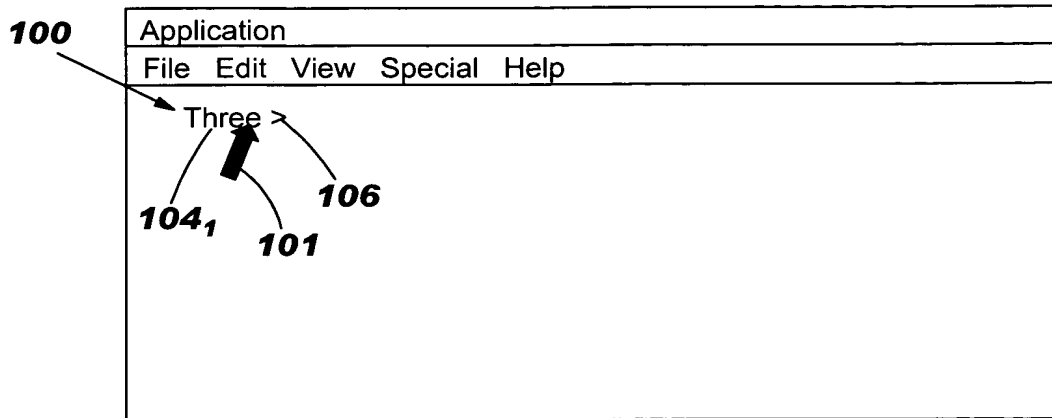 100
Application
File Edit View Special Help
Three >
106
104₁
101